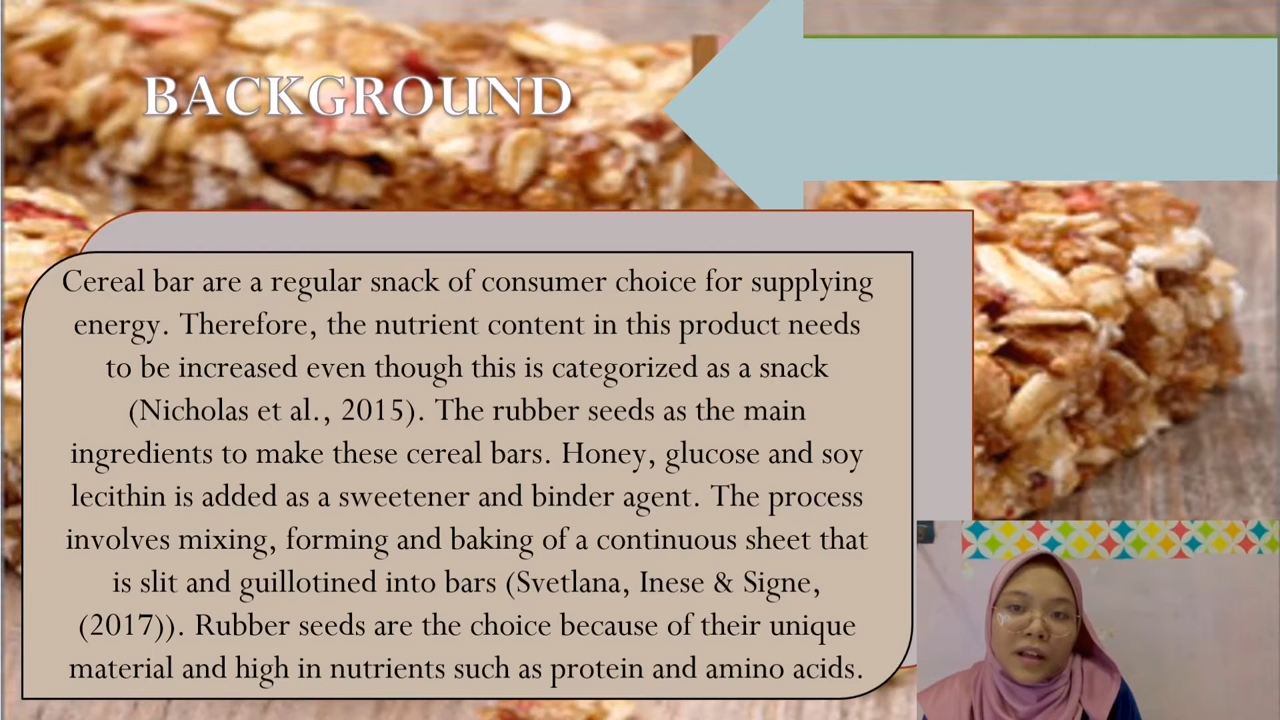 BACKGROUND
Cereal bar are a regular snack of consumer choice for supplying
energy. Therefore, the nutrient content in this product needs
to be increased even though this is categorized as a snack
(Nicholas et al., 2015). The rubber seeds as the main
ingredients to make these cereal bars. Honey, glucose and soy
lecithin is added as a sweetener and binder agent. The process
involves mixing, forming and baking of a continuous sheet that
is slit and guillotined into bars (Svetlana, Inese & Signe,
(2017)). Rubber seeds are the choice because of their unique
material and high in nutrients such as protein and amino acids.